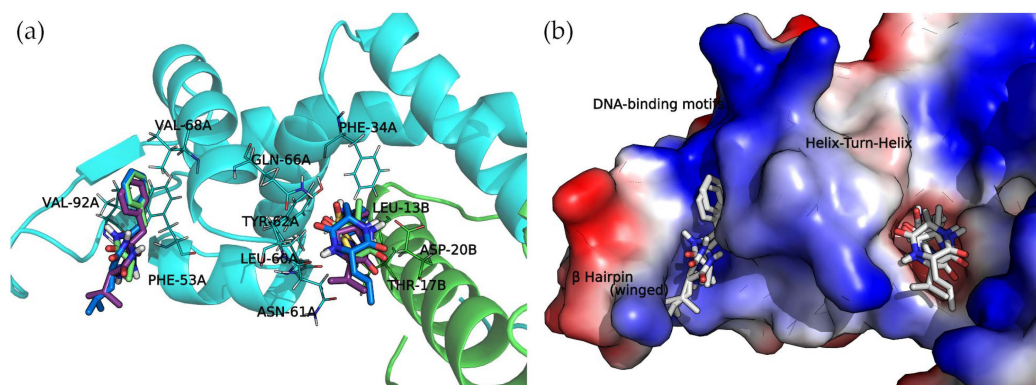 (a)
VAL-68A
PHE-34A
GLN-66A
VAL-92A
TYR-62A
LEU-13B
LEU-60A
ASP-20B
PHE-53A
THR-17B
ASN-61A
(b)
DNA-binding motifs
Helix-Turn-Helix
β Hairpin
(winged)